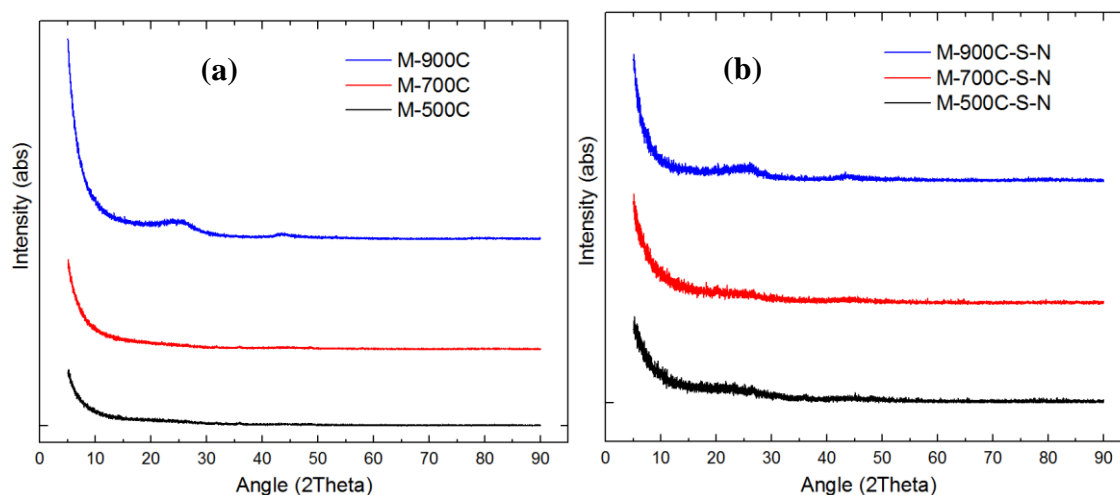 (a)
M-900C
M-700C
M-500C
Intensity (abs)
0 10 20 30 40 50 60 70 80 90
Angle (2Theta)
(b)
M-900C-S-N
M-700C-S-N
M-500C-S-N
Intensity (abs)
0 10 20 30 40 50 60 70 80 90
Angle (2Theta)